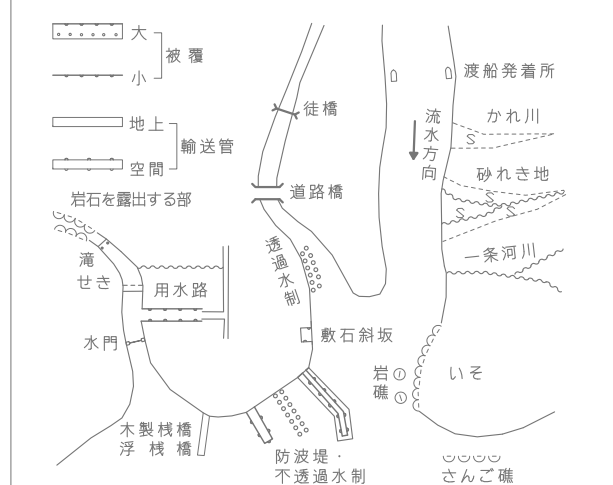 大
被覆
小
地上
輸送管
空間
岩石を露出する部
滝
せき
用水路
水門
木製桟橋
浮桟橋
徒橋
道路橋
透過水制
敷石斜坂
防波堤・
不透過水制
渡船発着所
流水方向
かれ川
S
砂れき地
S
S
S
一条河川
岩礁
いそ
さんご礁